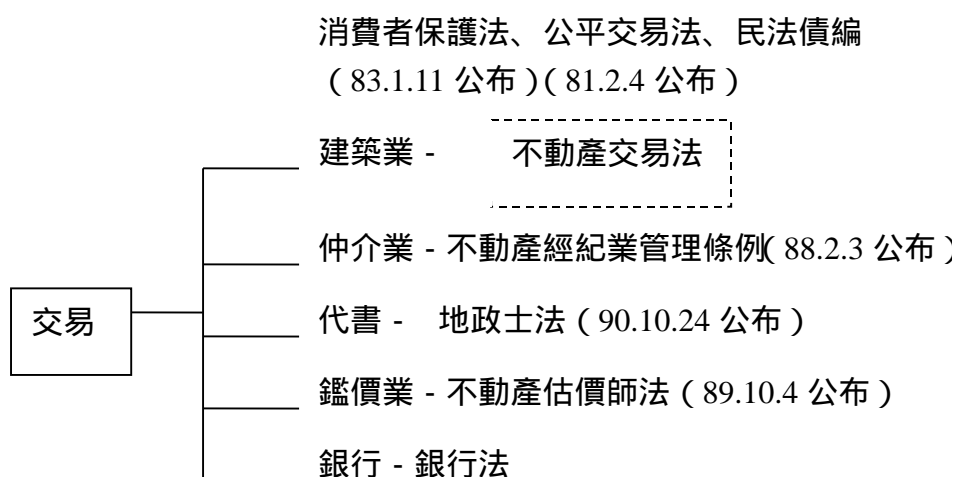 消費者保護法、公平交易法、民法債編
（83.1.11 公布）（81.2.4 公布）
建築業 - 不動產交易法
仲介業 - 不動產經紀業管理條例（88.2.3 公布）
交易
代書 - 地政士法（90.10.24 公布）
鑑價業 - 不動產估價師法（89.10.4 公布）
銀行 - 銀行法